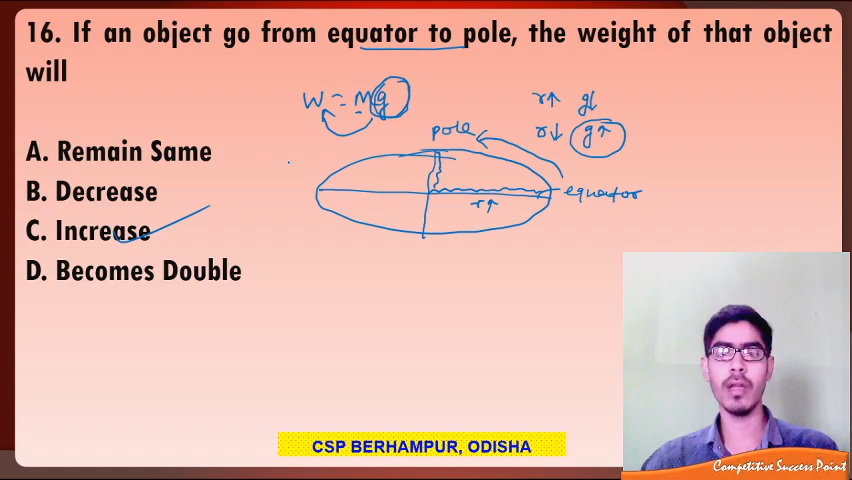 16. If an object go from equator to pole, the weight of that object
will
W = Mg
r↑ g↓
r↓ g↑
pole
equator
r↑
A. Remain Same
B. Decrease
C. Increase
D. Becomes Double
CSP BERHAMPUR, ODISHA
Competitive Success Point